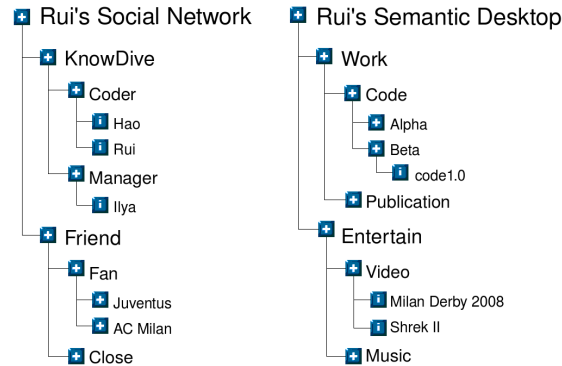 Rui's Social Network
KnowDive
Coder
Hao
Rui
Manager
Ilya
Friend
Fan
Juventus
AC Milan
Close
Rui's Semantic Desktop
Work
Code
Alpha
Beta
code1.0
Publication
Entertain
Video
Milan Derby 2008
Shrek II
Music